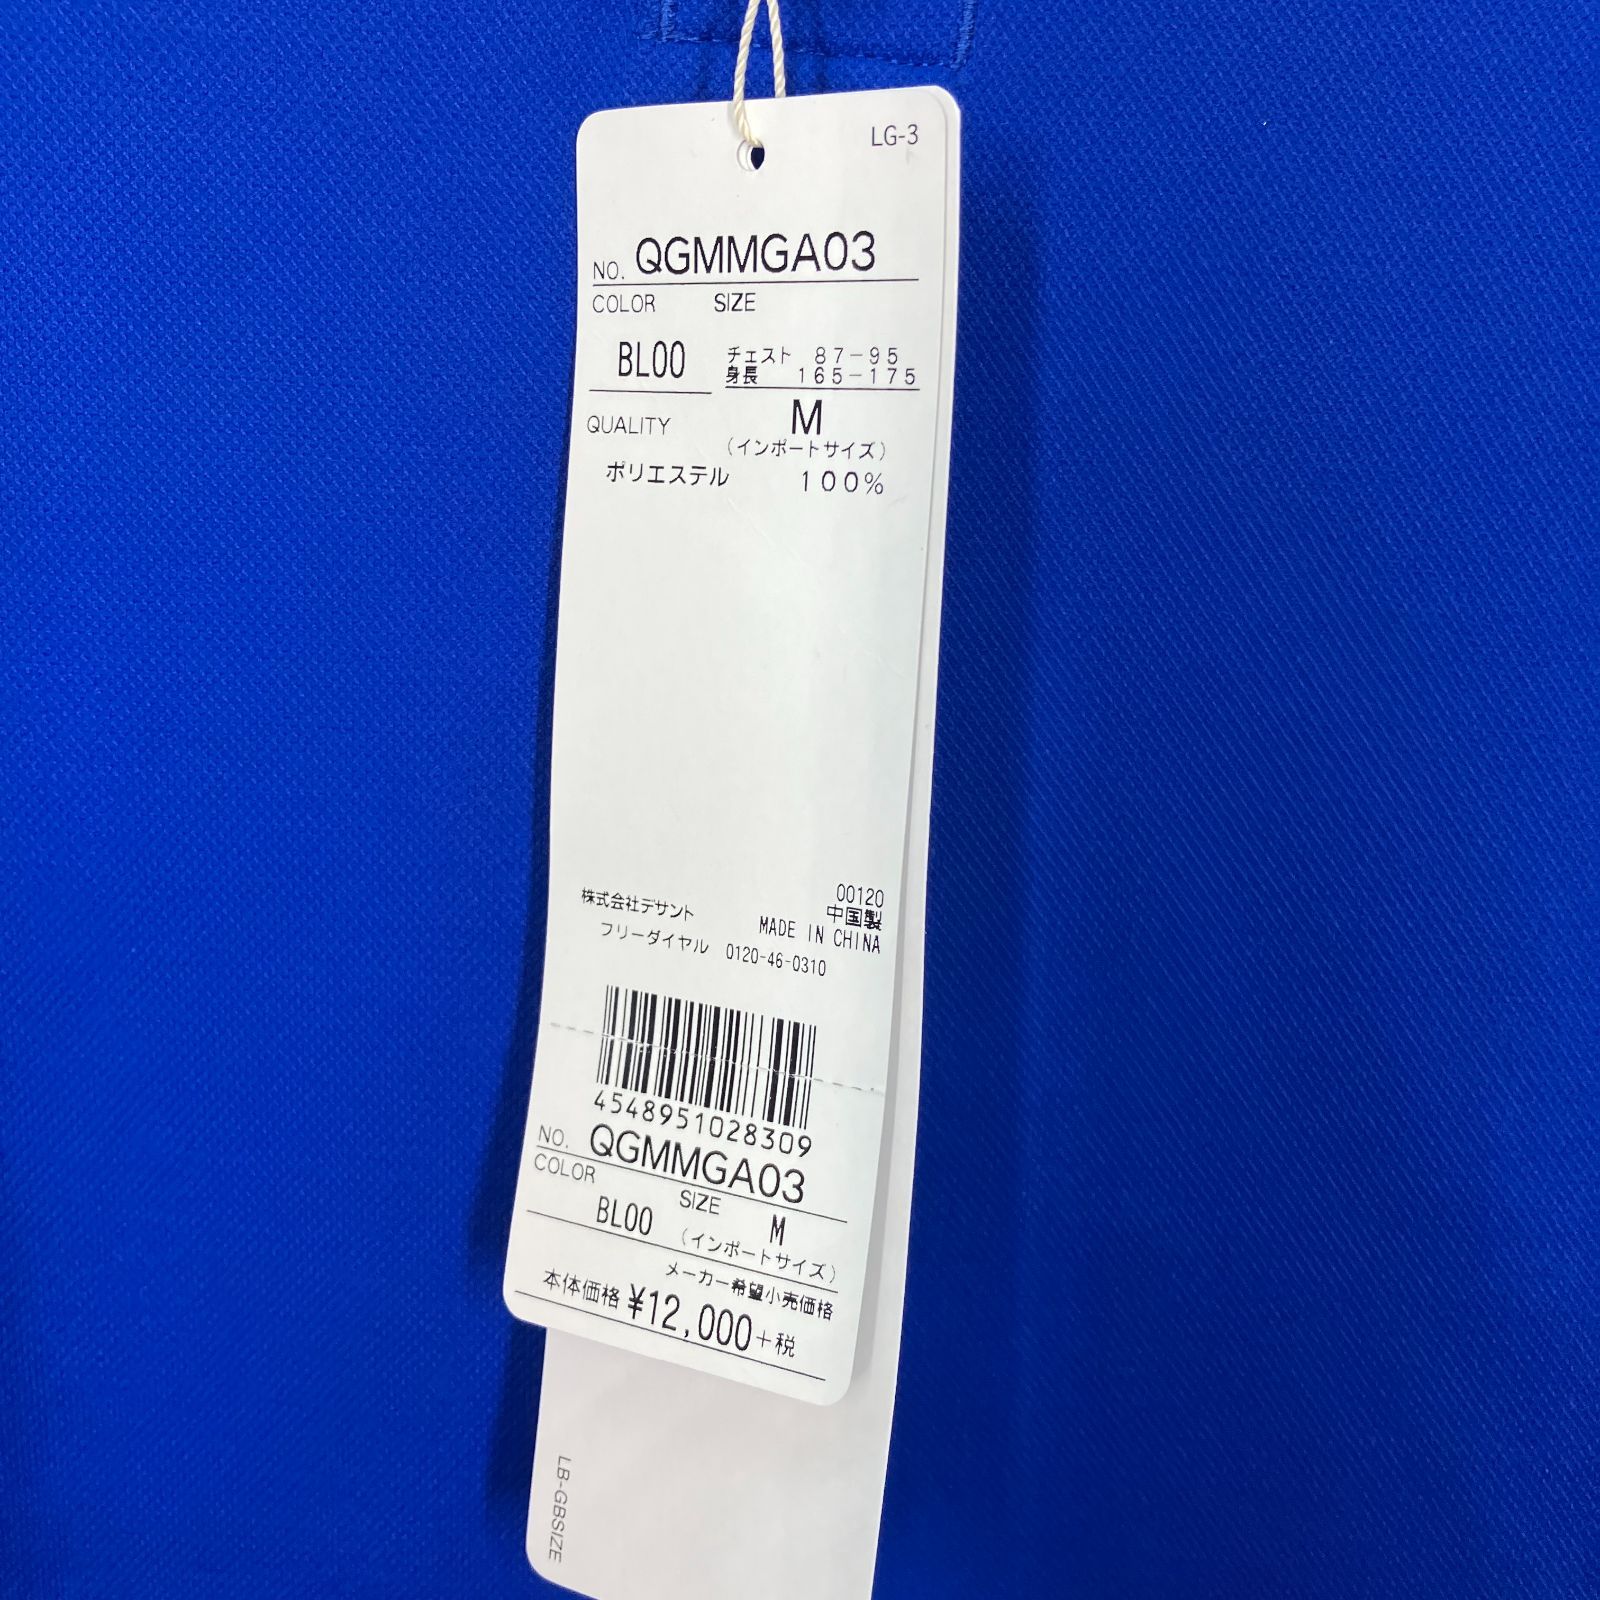 LG-3
NO. QGMMGA03
COLOR SIZE
BL00 チェスト 87-95
身長 165-175
QUALITY M
(インポートサイズ)
ポリエステル 100%
00120
株式会社デサント 中国製
MADE IN CHINA
フリーダイヤル 0120-46-0310
4548951028309
NO. QGMMGA03
COLOR SIZE
BL00 M
(インポートサイズ)
メーカー希望小売価格
本体価格 ¥12,000+税
LB-GBSIZE